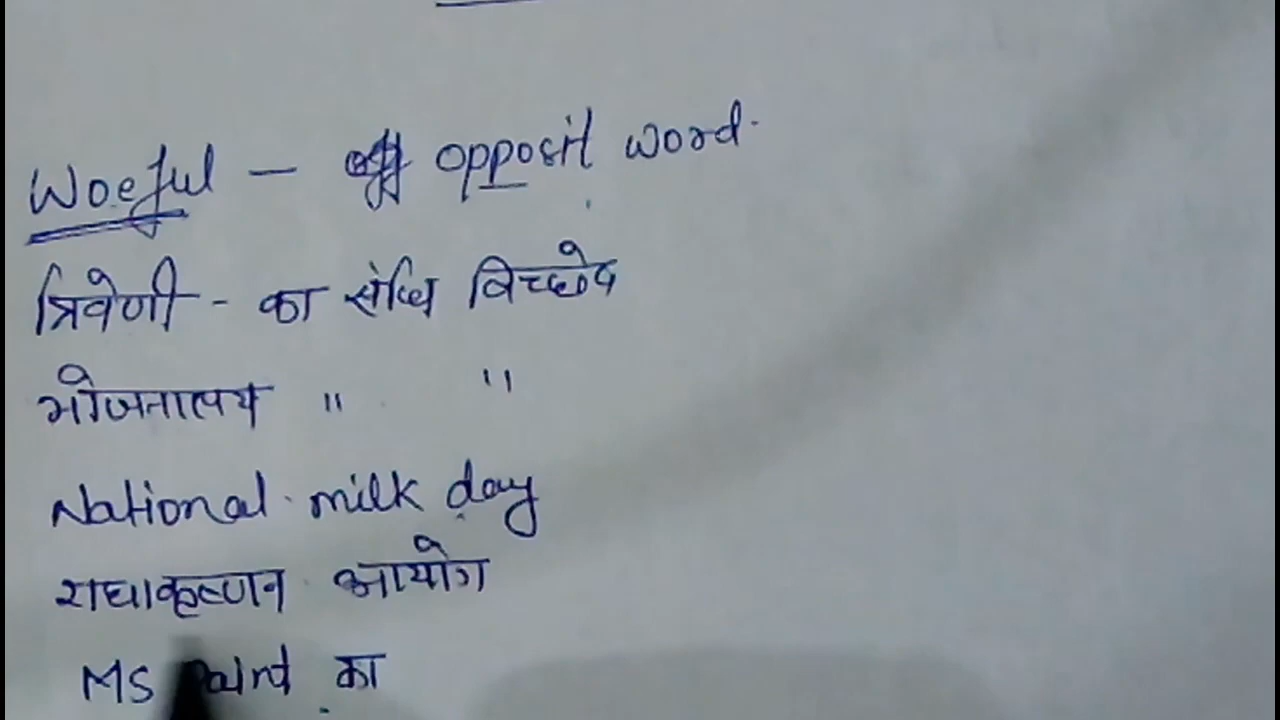 Woeful - opposit word.
त्रिवेणी - का संधि विच्छेद
भोजनालय " "
National milk day
राधाकृष्णन आयोग
MS Paint का